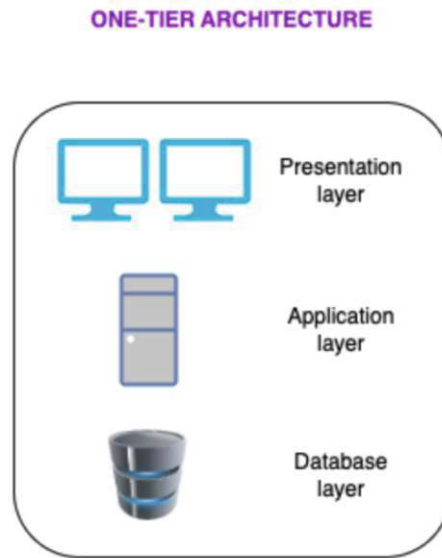 ONE-TIER ARCHITECTURE
Presentation
layer
Application
layer
Database
layer